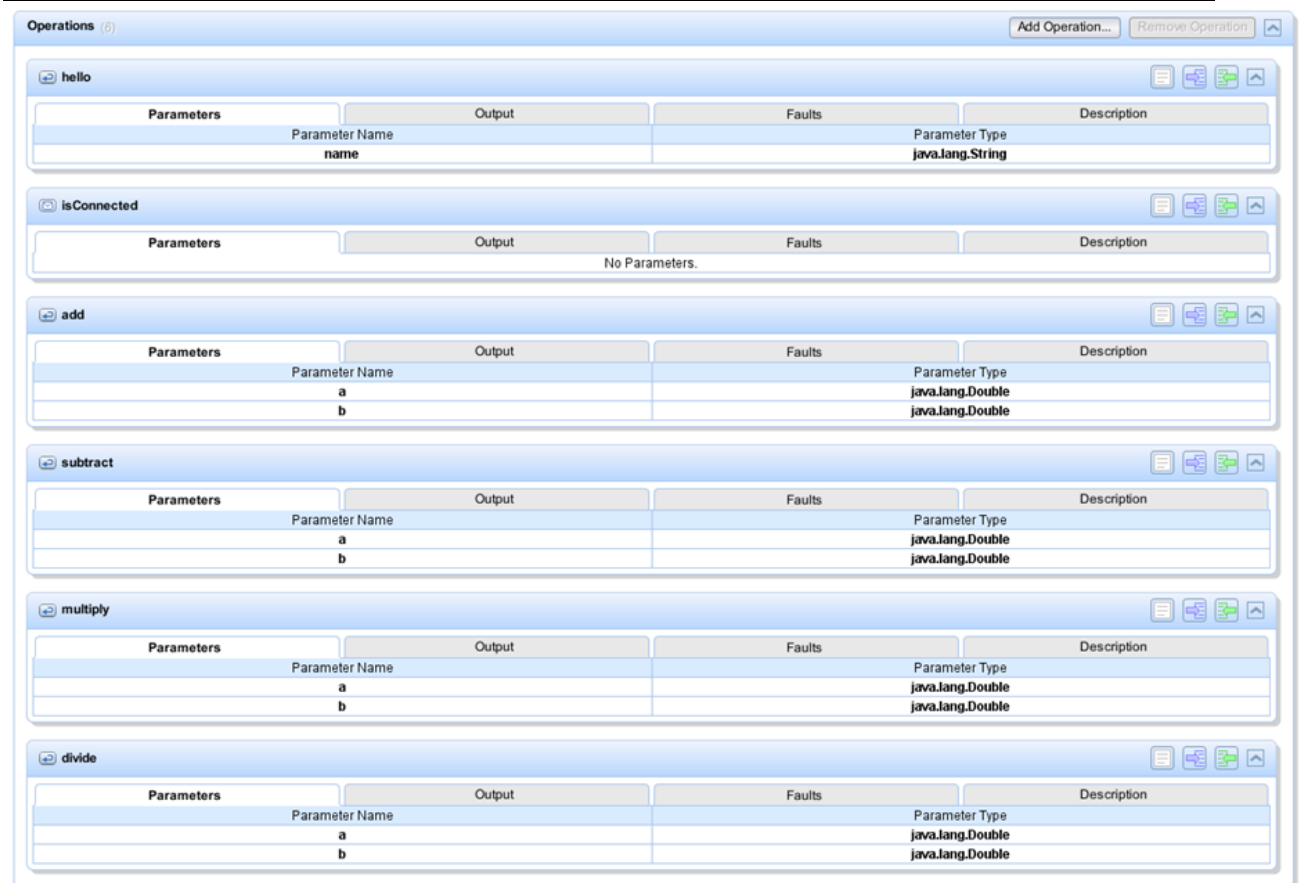 Operations (6) Add Operation... Remove Operation
hello
Parameters Output Faults Description
Parameter Name Parameter Type
name java.lang.String
isConnected
Parameters Output Faults Description
No Parameters.
add
Parameters Output Faults Description
Parameter Name Parameter Type
a java.lang.Double
b java.lang.Double
subtract
Parameters Output Faults Description
Parameter Name Parameter Type
a java.lang.Double
b java.lang.Double
multiply
Parameters Output Faults Description
Parameter Name Parameter Type
a java.lang.Double
b java.lang.Double
divide
Parameters Output Faults Description
Parameter Name Parameter Type
a java.lang.Double
b java.lang.Double